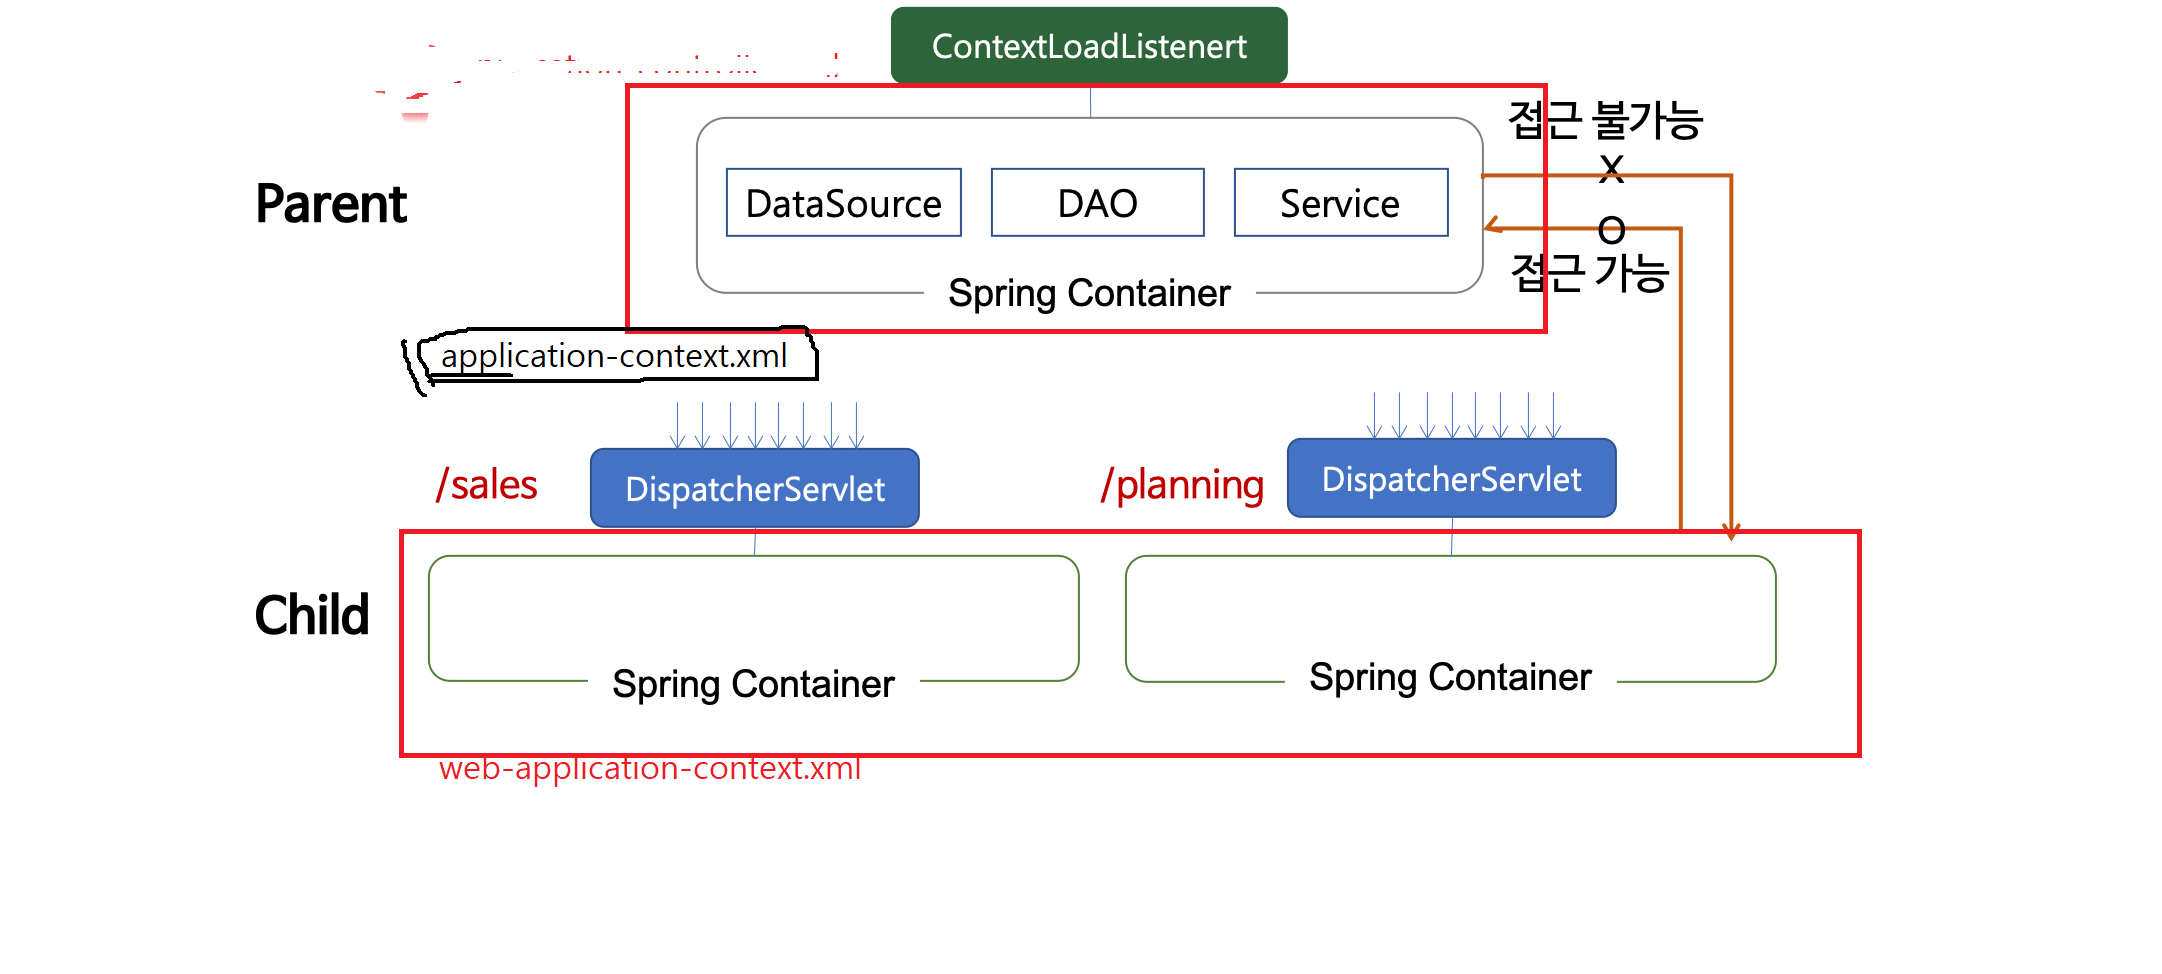 ContextLoadListenert
접근 불가능
X
Parent
DataSource
DAO
Service
O
접근 가능
Spring Container
application-context.xml
/sales
DispatcherServlet
/planning
DispatcherServlet
Child
Spring Container
Spring Container
web-application-context.xml